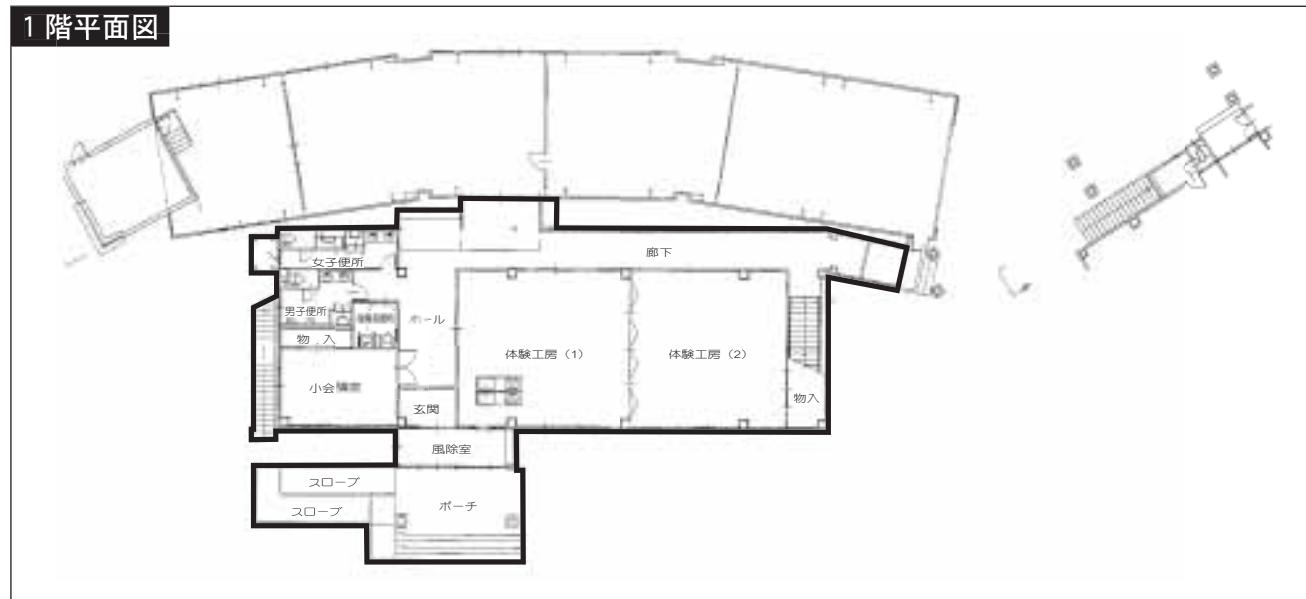 1階平面図
廊下
女子便所
男子便所
ホール
物 入
体験工房（1）
体験工房（2）
小会議室
物入
玄関
風除室
スロープ
ポーチ
スロープ